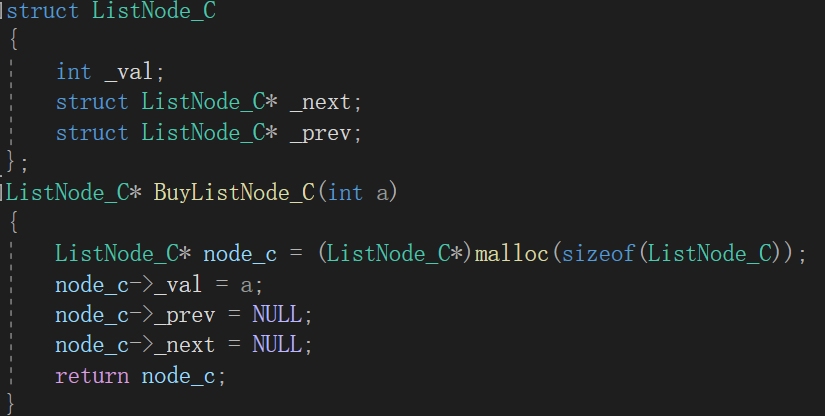 struct ListNode_C
{
    int _val;
    struct ListNode_C* _next;
    struct ListNode_C* _prev;
};
ListNode_C* BuyListNode_C(int a)
{
    ListNode_C* node_c = (ListNode_C*)malloc(sizeof(ListNode_C));
    node_c->_val = a;
    node_c->_prev = NULL;
    node_c->_next = NULL;
    return node_c;
}